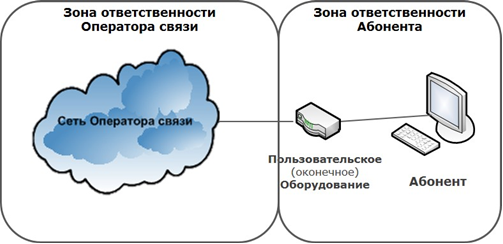 Зона ответственности
Оператора связи
Зона ответственности
Абонента
Сеть Оператора связи
Пользовательское
(оконечное)
Оборудование
Абонент